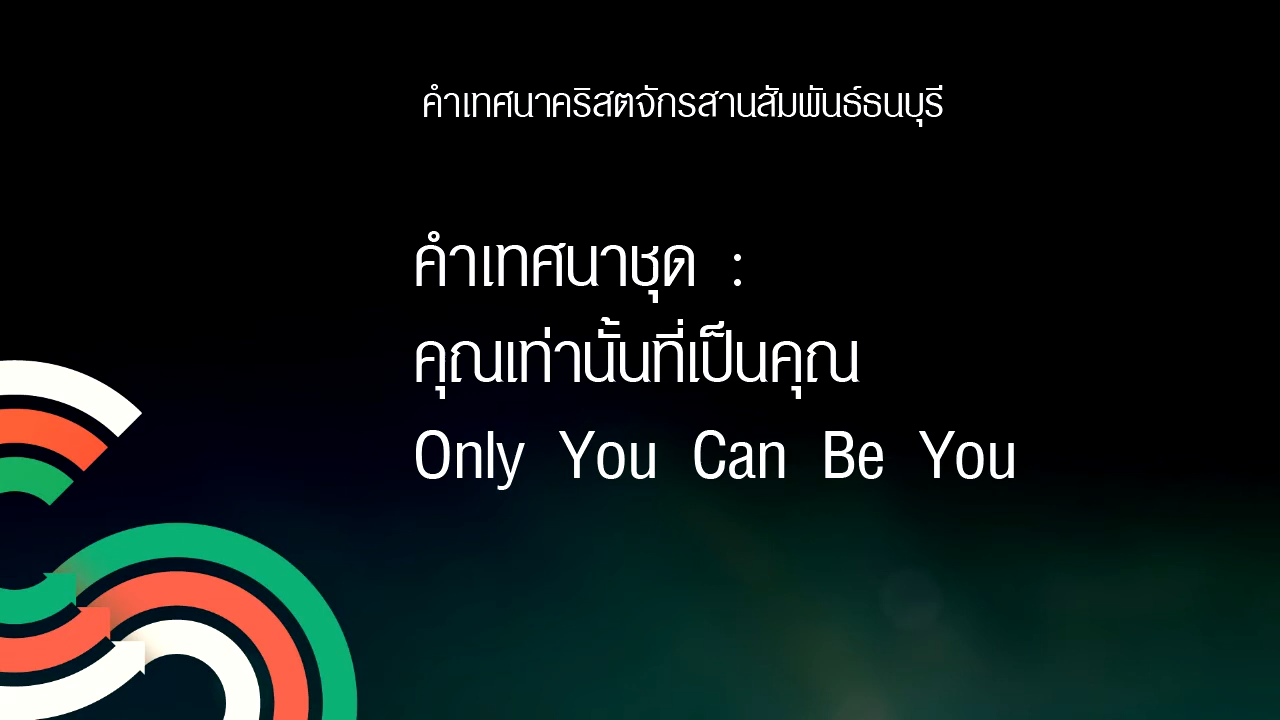 คำเทศนาคริสตจักรสานสัมพันธ์ธนบุรี
คำเทศนาชุด :
คุณเท่านั้นที่เป็นคุณ
Only You Can Be You